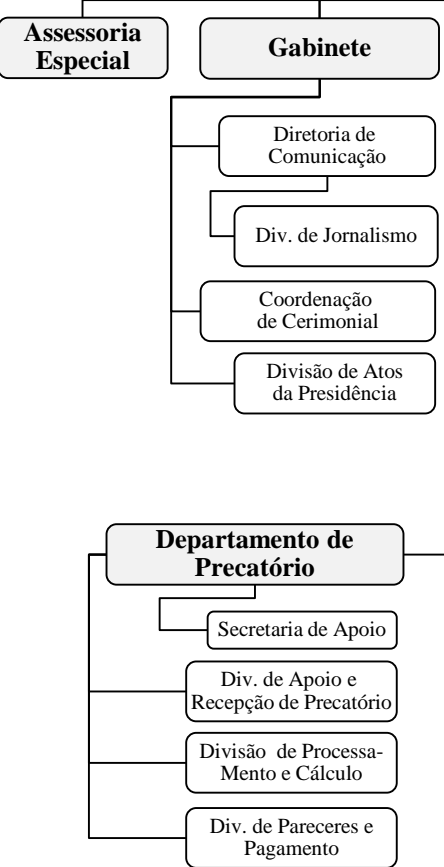 Assessoria
Especial
Gabinete
Diretoria de
Comunicação
Div. de Jornalismo
Coordenação
de Cerimonial
Divisão de Atos
da Presidência
Departamento de
Precatório
Secretaria de Apoio
Div. de Apoio e
Recepção de Precatório
Divisão  de Processa-
Mento e Cálculo
Div. de Pareceres e
Pagamento